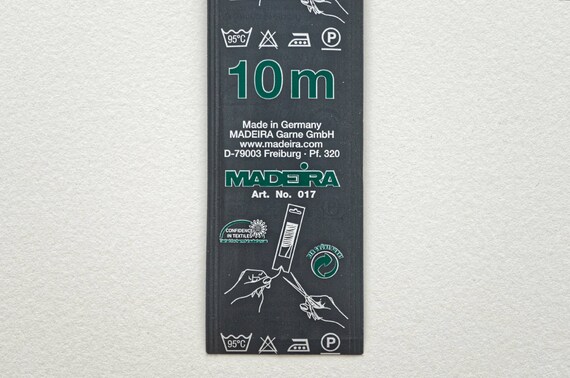 95°C P
10m
Made in Germany
MADEIRA Garne GmbH
www.madeira.com
D-79003 Freiburg · Pf. 320
MADEIRA
Art. No. 017
CONFIDENCE
IN TEXTILES
95°C P